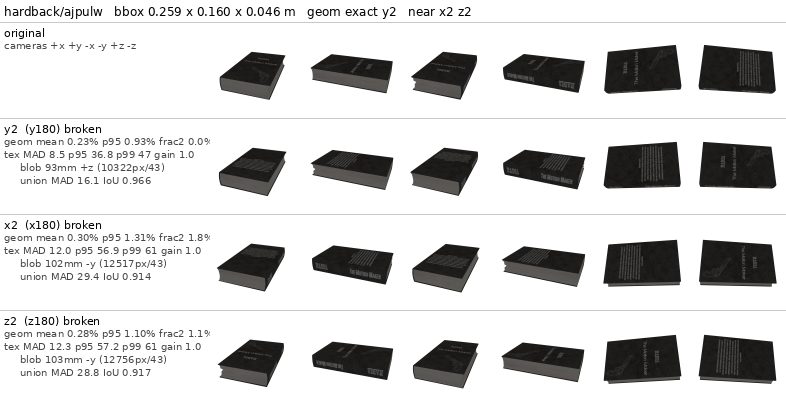 hardback/ajpulw bbox 0.259 x 0.160 x 0.046 m geom exact y2 near x2 z2
original
cameras +x +y -x -y +z -z
y2 (y180) broken
geom mean 0.23% p95 0.93% frac2 0.0%
tex MAD 8.5 p95 36.8 p99 47 gain 1.0
blob 93mm +z (10322px/43)
union MAD 16.1 IoU 0.966
THE MOTION MAKER
x2 (x180) broken
geom mean 0.30% p95 1.31% frac2 1.8%
tex MAD 12.0 p95 56.9 p99 61 gain 1.0
blob 102mm -y (12517px/43)
union MAD 29.4 IoU 0.914
THE MOTION MAKER
z2 (z180) broken
geom mean 0.28% p95 1.10% frac2 1.1%
tex MAD 12.3 p95 57.2 p99 61 gain 1.0
blob 103mm -y (12756px/43)
union MAD 28.8 IoU 0.917